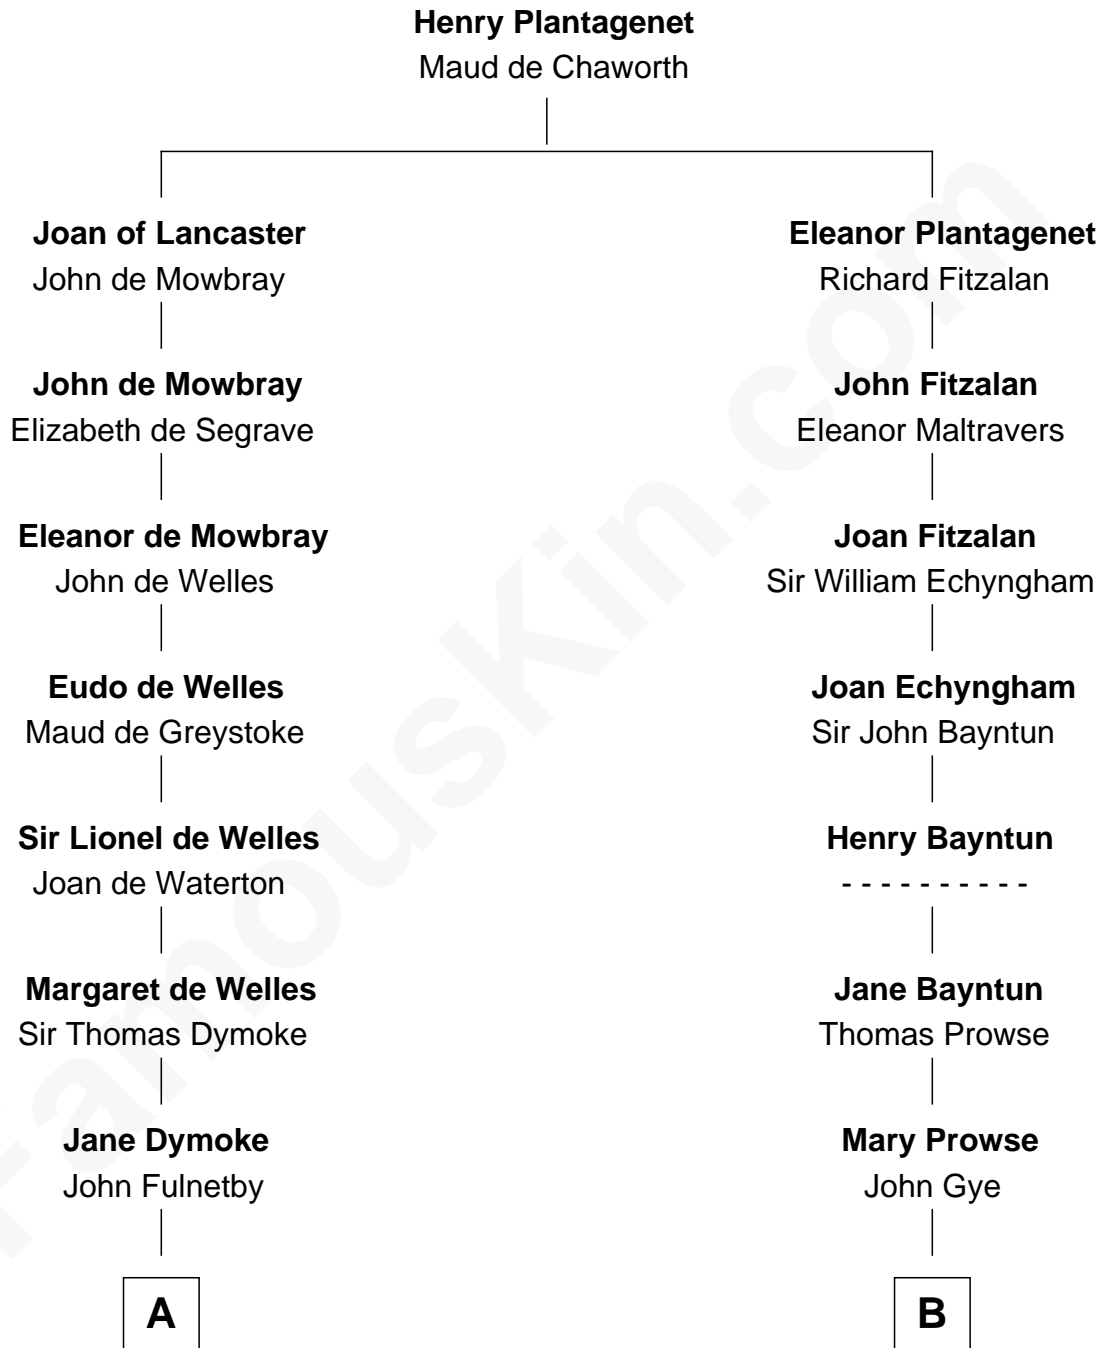 Henry Plantagenet
Maud de Chaworth
Joan of Lancaster
John de Mowbray
Eleanor Plantagenet
Richard Fitzalan
John de Mowbray
Elizabeth de Segrave
John Fitzalan
Eleanor Maltravers
Eleanor de Mowbray
John de Welles
Joan Fitzalan
Sir William Echyngham
Eudo de Welles
Maud de Greystoke
Joan Echyngham
Sir John Bayntun
Sir Lionel de Welles
Joan de Waterton
Henry Bayntun
- - - - - - - - - -
Margaret de Welles
Sir Thomas Dymoke
Jane Bayntun
Thomas Prowse
Jane Dymoke
John Fulnetby
Mary Prowse
John Gye
A
B
FamousKin.com